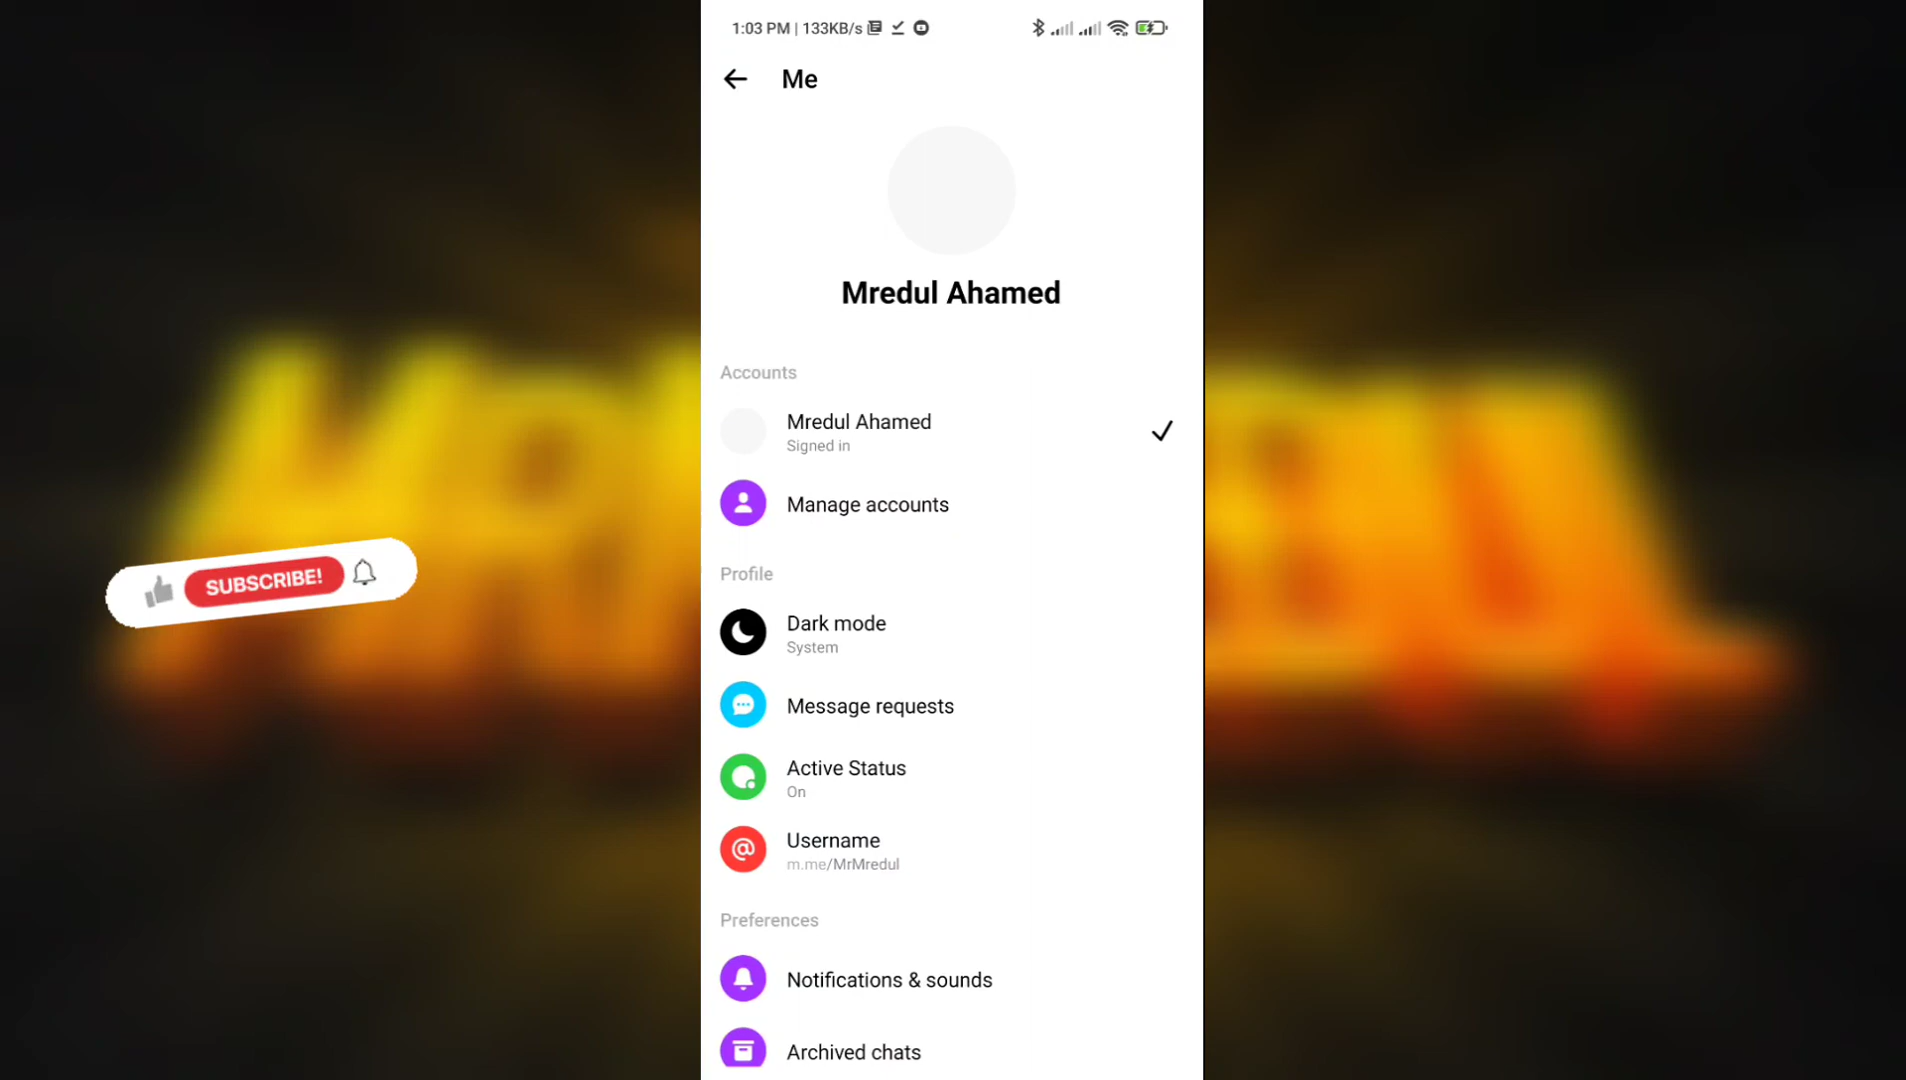 1:03 PM | 133KB/s
Me
Mredul Ahamed
Accounts
Mredul Ahamed
Signed in
Manage accounts
Profile
Dark mode
System
Message requests
Active Status
On
Username
m.me/MrMredul
Preferences
Notifications & sounds
Archived chats
SUBSCRIBE!